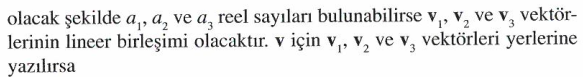 olacak şekilde a₁, a₂ ve a₃ reel sayıları bulunabilirse v₁, v₂ ve v₃ vektör-
lerinin lineer birleşimi olacaktır. v için v₁, v₂ ve v₃ vektörleri yerlerine
yazılırsa